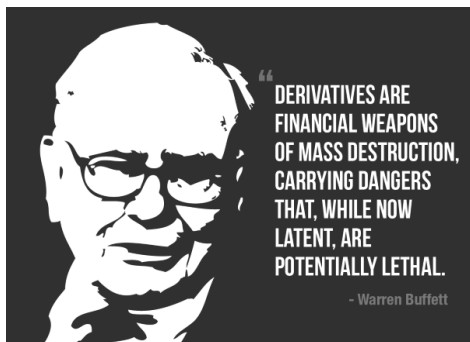 “
DERIVATIVES ARE
FINANCIAL WEAPONS
OF MASS DESTRUCTION,
CARRYING DANGERS
THAT, WHILE NOW
LATENT, ARE
POTENTIALLY LETHAL.
- Warren Buffett